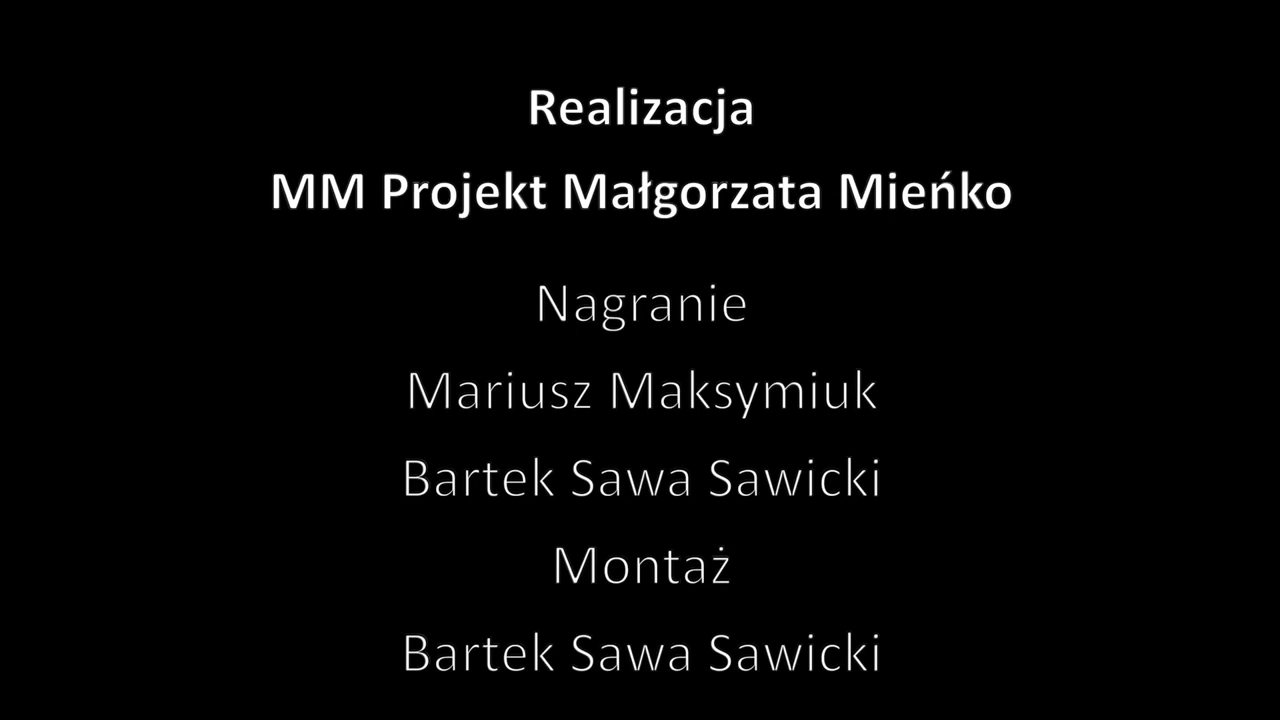 Realizacja
MM Projekt Małgorzata Mieńko
Nagranie
Mariusz Maksymiuk
Bartek Sawa Sawicki
Montaż
Bartek Sawa Sawicki